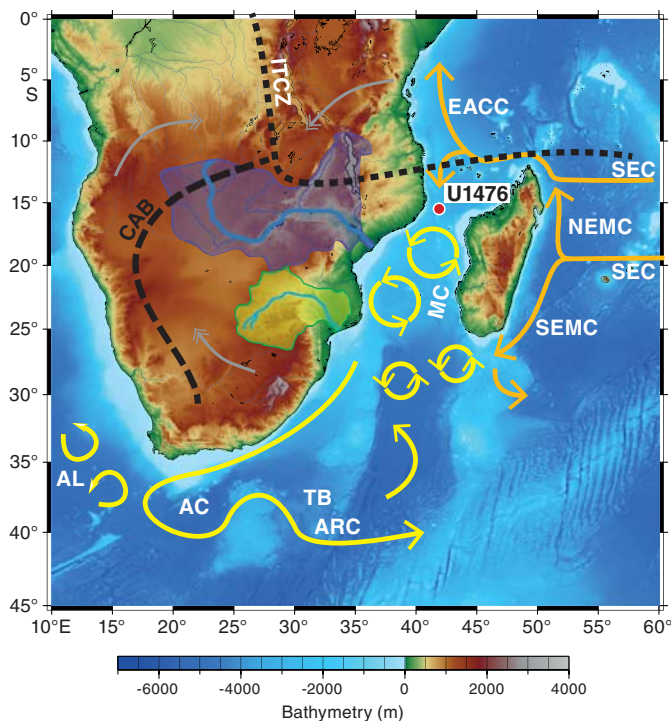 0°
5°
S
10°
15°
20°
25°
30°
35°
40°
45°
ITCZ
EACC
SEC
U1476
CAB
NEMC
SEC
MC
SEMC
AL
AC
TB
ARC
10°E
15°
20°
25°
30°
35°
40°
45°
50°
55°
60°
-6000
-4000
-2000
0
2000
4000
Bathymetry (m)